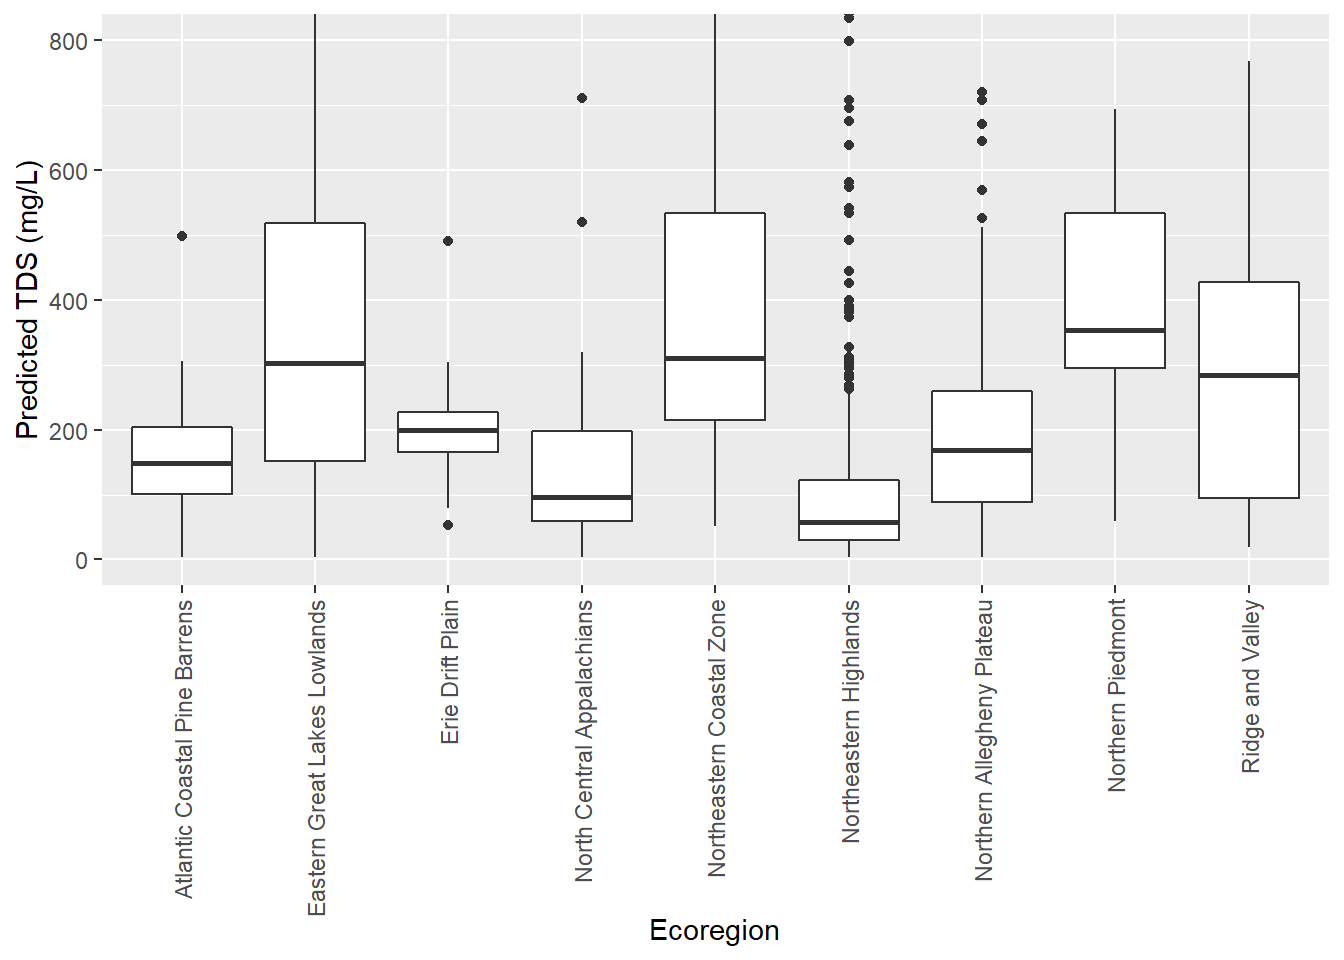 Predicted TDS (mg/L)
800
600
400
200
0
Atlantic Coastal Pine Barrens
Eastern Great Lakes Lowlands
Erie Drift Plain
North Central Appalachians
Northeastern Coastal Zone
Northeastern Highlands
Northern Allegheny Plateau
Northern Piedmont
Ridge and Valley
Ecoregion